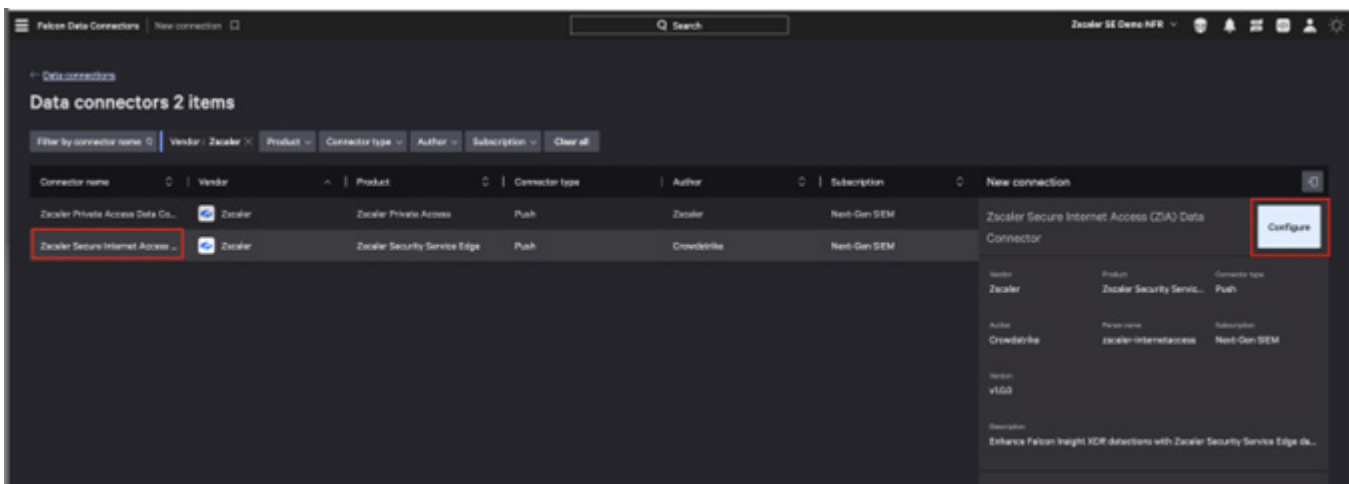 Falcon Data Connectors | New connection
Search
Zscaler SE Demo NFR
← Data connections
Data connectors 2 items
Filter by connector name
Vendor : Zscaler
Product
Connector type
Author
Subscription
Clear all
Connector name
Vendor
Product
Connector type
Author
Subscription
Zscaler Private Access Data Co...
Zscaler
Zscaler Private Access
Push
Zscaler
Next-Gen SIEM
Zscaler Secure Internet Access ...
Zscaler
Zscaler Security Service Edge
Push
Crowdstrike
Next-Gen SIEM
New connection
Zscaler Secure Internet Access (ZIA) Data
Connector
Configure
Vendor
Product
Connector type
Zscaler
Zscaler Security Servic...
Push
Author
Parser name
Subscription
Crowdstrike
zscaler-internetaccess
Next-Gen SIEM
Version
v1.0.0
Description
Enhance Falcon Insight XDR detections with Zscaler Security Service Edge da...